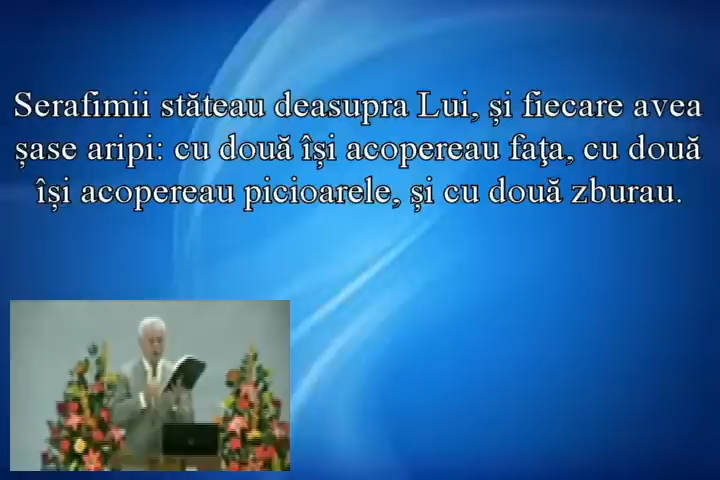 Serafimii stăteau deasupra Lui, și fiecare avea
șase aripi: cu două își acopereau faţa, cu două
își acopereau picioarele, și cu două zburau.